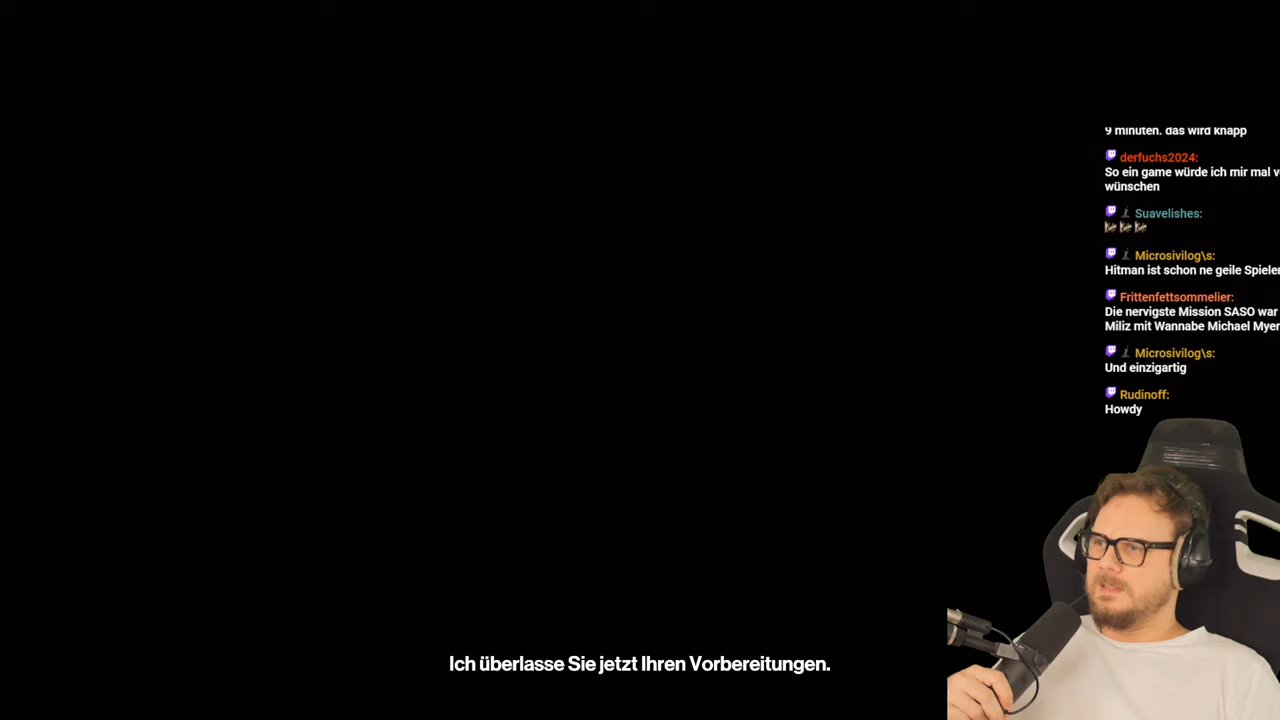 9 minuten. das wird knapp
derfuchs2024:
So ein game würde ich mir mal
wünschen
Suavelishes:
Microsivilog\s:
Hitman ist schon ne geile
Frittenfettsommelier:
Die nervigste Mission SASO war
Miliz mit Wannabe Michael
Microsivilog\s:
Und einzigartig
Rudinoff:
Howdy
Ich überlasse Sie jetzt Ihren Vorbereitungen.